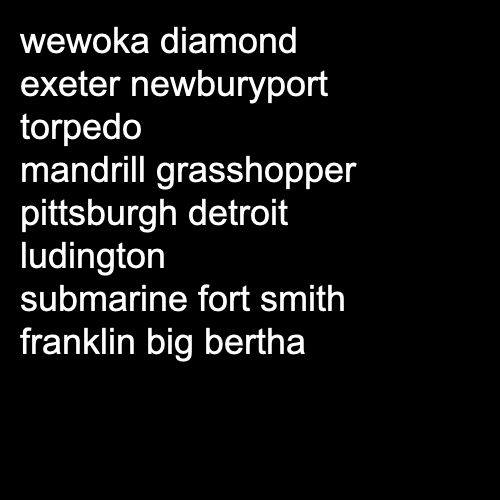 wewoka diamond
exeter newburyport
torpedo
mandrill grasshopper
pittsburgh detroit
ludington
submarine fort smith
franklin big bertha